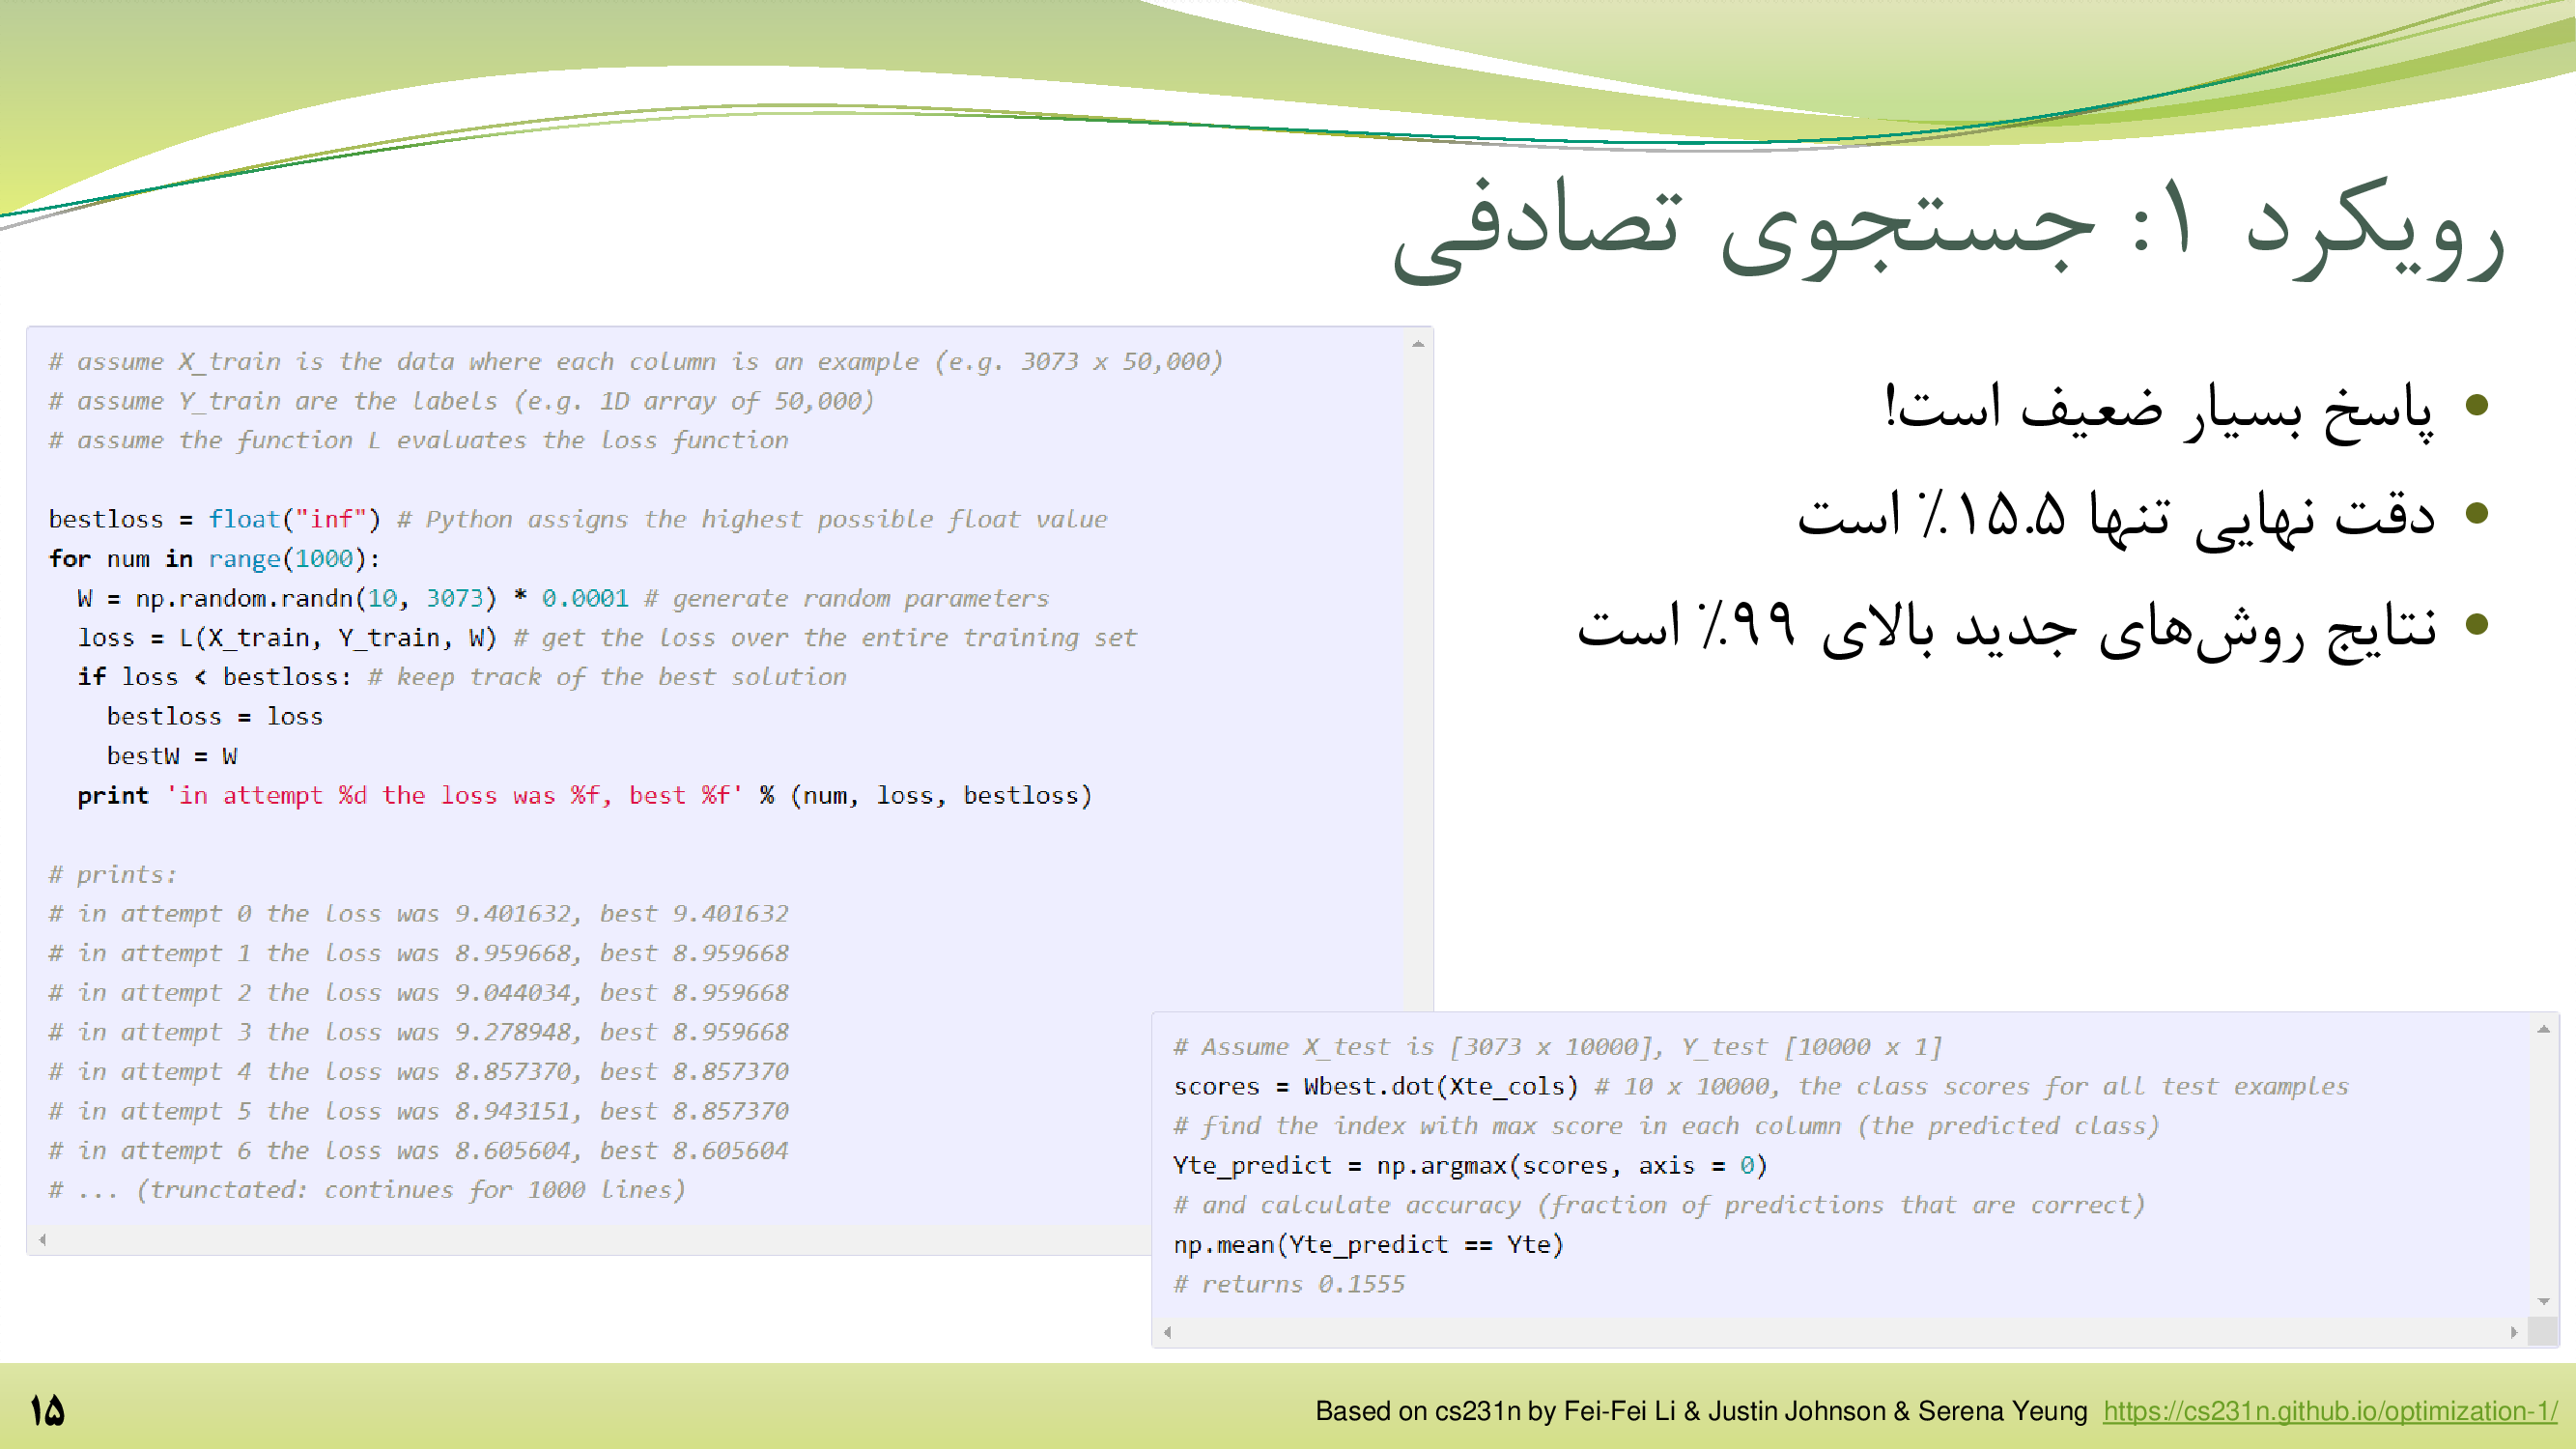 رویکرد ۱: جستجوی تصادفی
• پاسخ بسیار ضعیف است!
• دقت نهایی تنها ۱۵.۵٪ است
• نتایج روش‌های جدید بالای ۹۹٪ است
# assume X_train is the data where each column is an example (e.g. 3073 x 50,000)
# assume Y_train are the labels (e.g. 1D array of 50,000)
# assume the function L evaluates the loss function

bestloss = float("inf") # Python assigns the highest possible float value
for num in range(1000):
  W = np.random.randn(10, 3073) * 0.0001 # generate random parameters
  loss = L(X_train, Y_train, W) # get the loss over the entire training set
  if loss < bestloss: # keep track of the best solution
    bestloss = loss
    bestW = W
  print 'in attempt %d the loss was %f, best %f' % (num, loss, bestloss)

# prints:
# in attempt 0 the loss was 9.401632, best 9.401632
# in attempt 1 the loss was 8.959668, best 8.959668
# in attempt 2 the loss was 9.044034, best 8.959668
# in attempt 3 the loss was 9.278948, best 8.959668
# in attempt 4 the loss was 8.857370, best 8.857370
# in attempt 5 the loss was 8.943151, best 8.857370
# in attempt 6 the loss was 8.605604, best 8.605604
# ... (trunctated: continues for 1000 lines)
# Assume X_test is [3073 x 10000], Y_test [10000 x 1]
scores = Wbest.dot(Xte_cols) # 10 x 10000, the class scores for all test examples
# find the index with max score in each column (the predicted class)
Yte_predict = np.argmax(scores, axis = 0)
# and calculate accuracy (fraction of predictions that are correct)
np.mean(Yte_predict == Yte)
# returns 0.1555
۱۵
Based on cs231n by Fei-Fei Li & Justin Johnson & Serena Yeung https://cs231n.github.io/optimization-1/